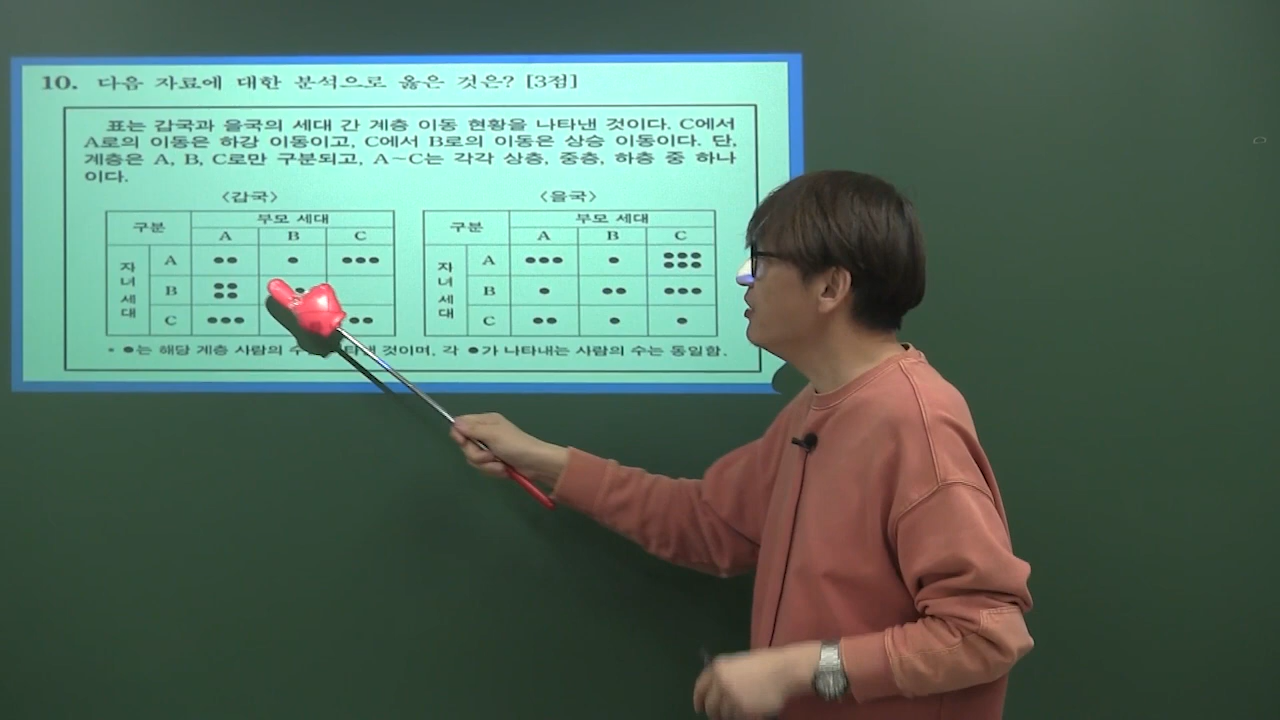 10. 다음 자료에 대한 분석으로 옳은 것은? [3점]
표는 갑국과 을국의 세대 간 계층 이동 현황을 나타낸 것이다. C에서
A로의 이동은 하강 이동이고, C에서 B로의 이동은 상승 이동이다. 단,
계층은 A, B, C로만 구분되고, A~C는 각각 상층, 중층, 하층 중 하나
이다.
〈갑국〉 〈을국〉
구분 부모 세대 구분 부모 세대
A B C A B C
자녀 세대 A ●● ● ●●● 자녀 세대 A ●●● ● ●●●●●●
B ●●●● B ● ●● ●●●
C ●●● C ●● ● ●
* ●는 해당 계층 사람의 것이며, 각 ●가 나타내는 사람의 수는 동일함.